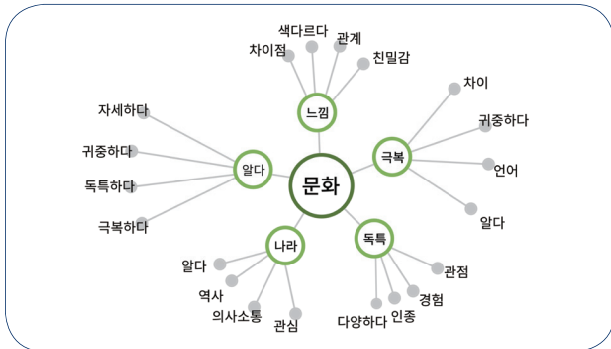 색다르다
관계
차이점
친밀감
느낌
차이
귀중하다
극복
언어
알다
자세하다
귀중하다
알다
독특하다
극복하다
문화
나라
알다
역사
의사소통
관심
독특
관점
경험
인종
다양하다